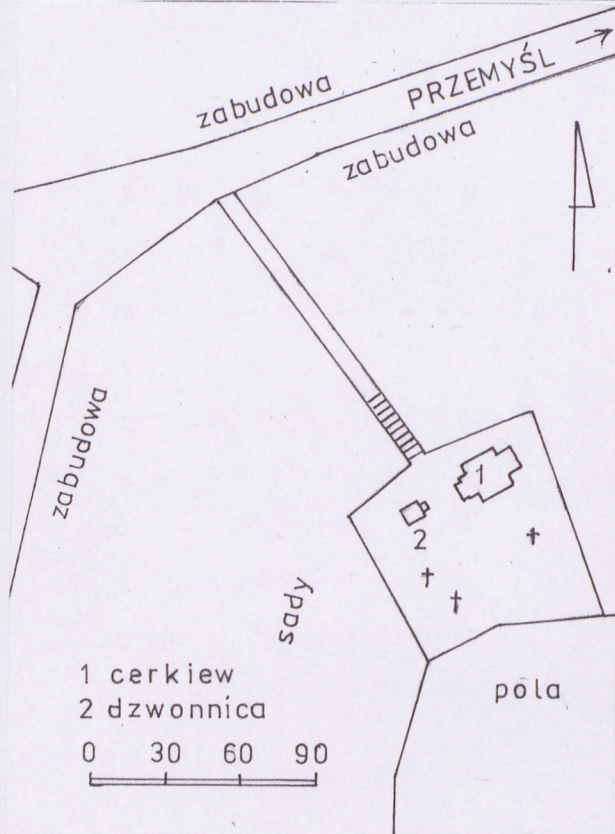 zabudowa
PRZEMYŚL
zabudowa
zabudowa
1
2
sady
pola
1 cerkiew
2 dzwonnica
0 30 60 90